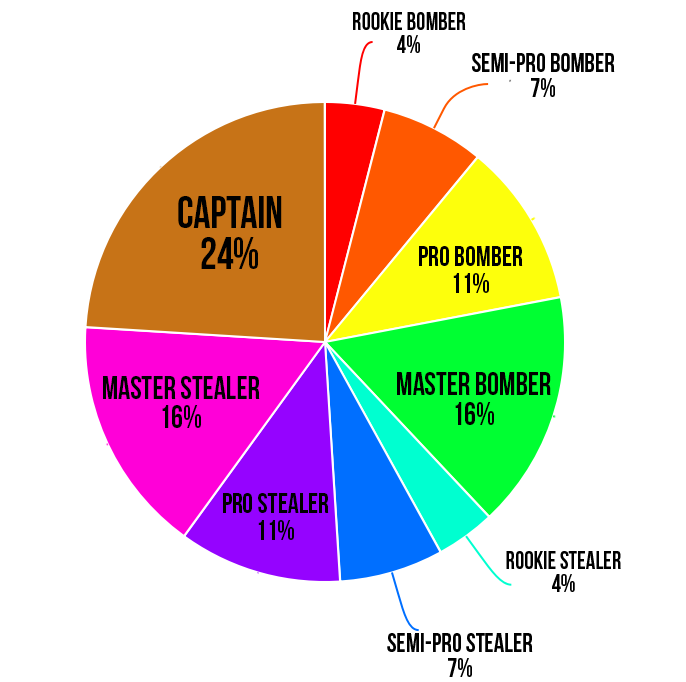 ROOKIE BOMBER
4%
SEMI-PRO BOMBER
7%
CAPTAIN
24%
PRO BOMBER
11%
MASTER STEALER
16%
MASTER BOMBER
16%
PRO STEALER
11%
ROOKIE STEALER
4%
SEMI-PRO STEALER
7%